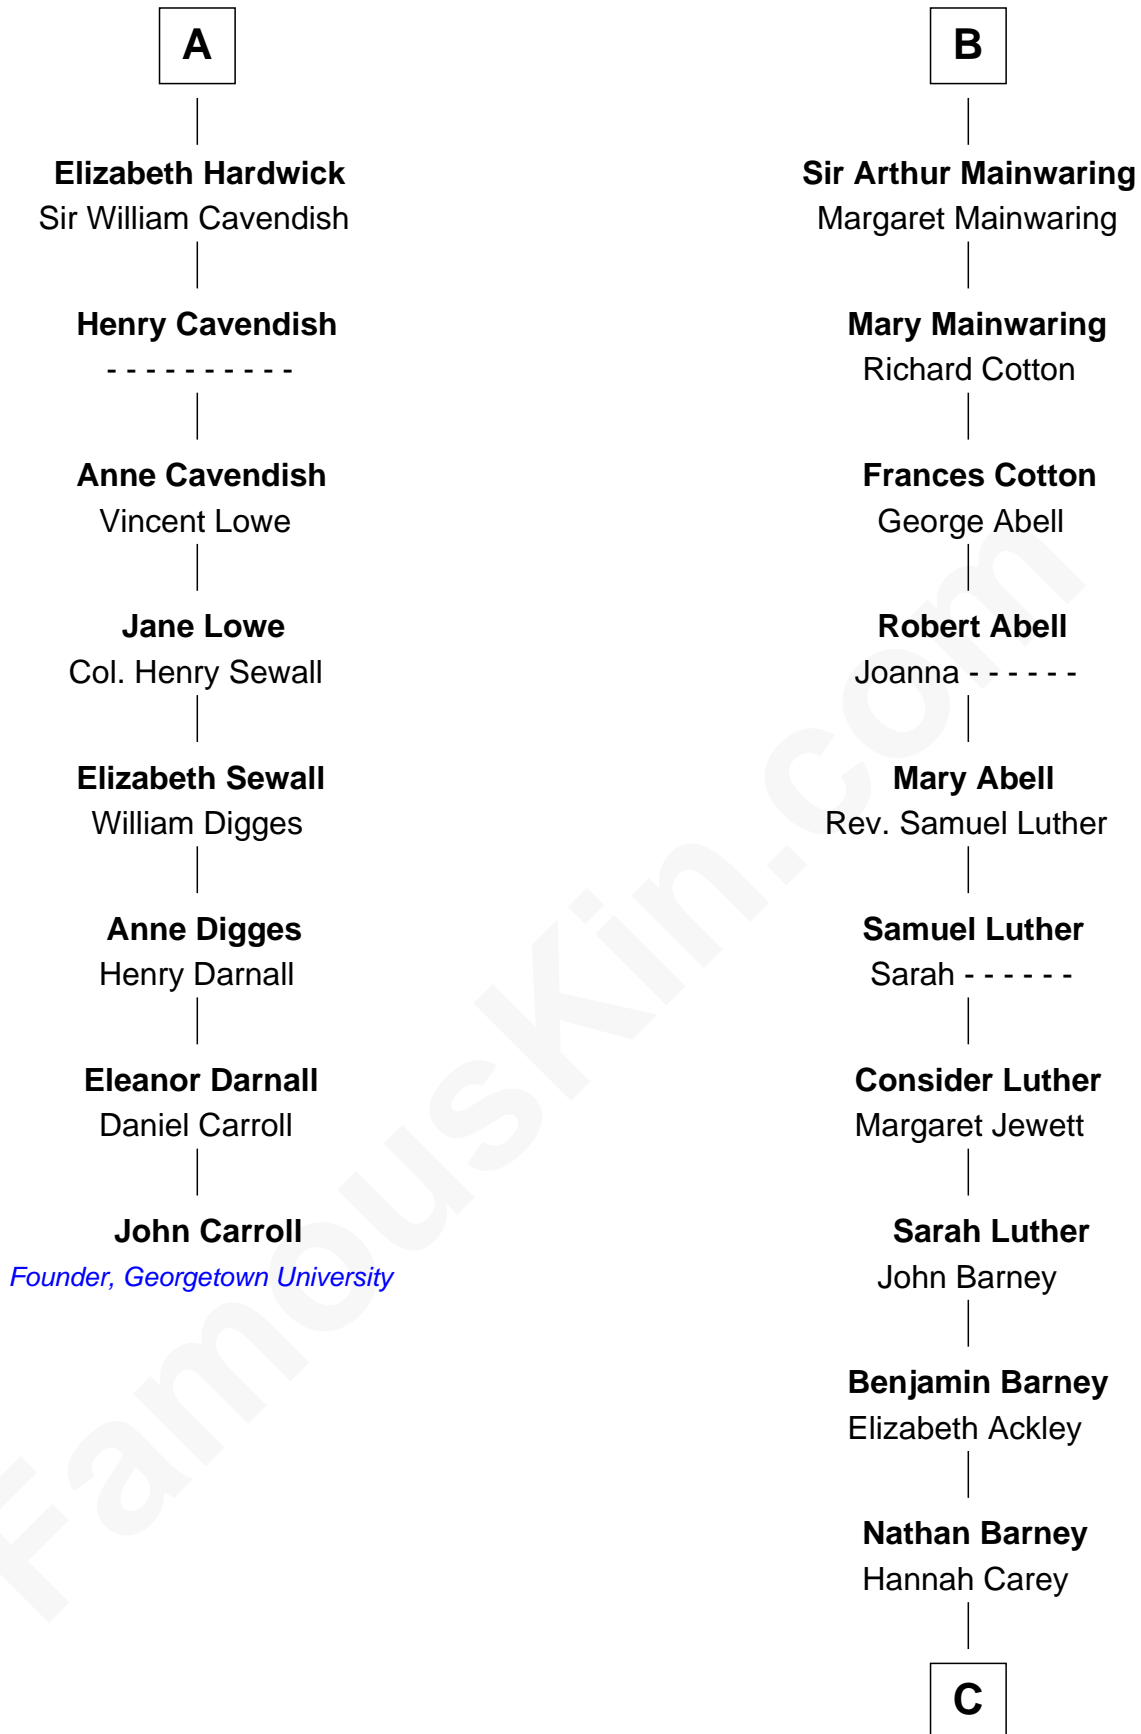 A
Elizabeth Hardwick
Sir William Cavendish
Henry Cavendish
- - - - - - - - - -
Anne Cavendish
Vincent Lowe
Jane Lowe
Col. Henry Sewall
Elizabeth Sewall
William Digges
Anne Digges
Henry Darnall
Eleanor Darnall
Daniel Carroll
John Carroll
Founder, Georgetown University
B
Sir Arthur Mainwaring
Margaret Mainwaring
Mary Mainwaring
Richard Cotton
Frances Cotton
George Abell
Robert Abell
Joanna - - - - - -
Mary Abell
Rev. Samuel Luther
Samuel Luther
Sarah - - - - - -
Consider Luther
Margaret Jewett
Sarah Luther
John Barney
Benjamin Barney
Elizabeth Ackley
Nathan Barney
Hannah Carey
C
FamousKin.com